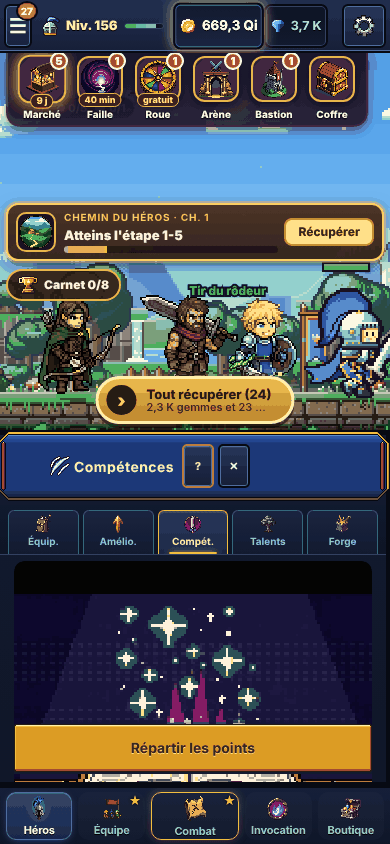 27
Niv. 156
669,3 Qi
3,7 K
5
1
1
1
1
9 j
40 min
gratuit
Marché
Faille
Roue
Arène
Bastion
Coffre
CHEMIN DU HÉROS · CH. 1
Atteins l'étape 1-5
Récupérer
Carnet 0/8
Tir du rôdeur
Tout récupérer (24)
2,3 K gemmes et 23 ...
Compétences
?
×
Équip.
Amélio.
Compét.
Talents
Forge
Répartir les points
Héros
Équipe
Combat
Invocation
Boutique